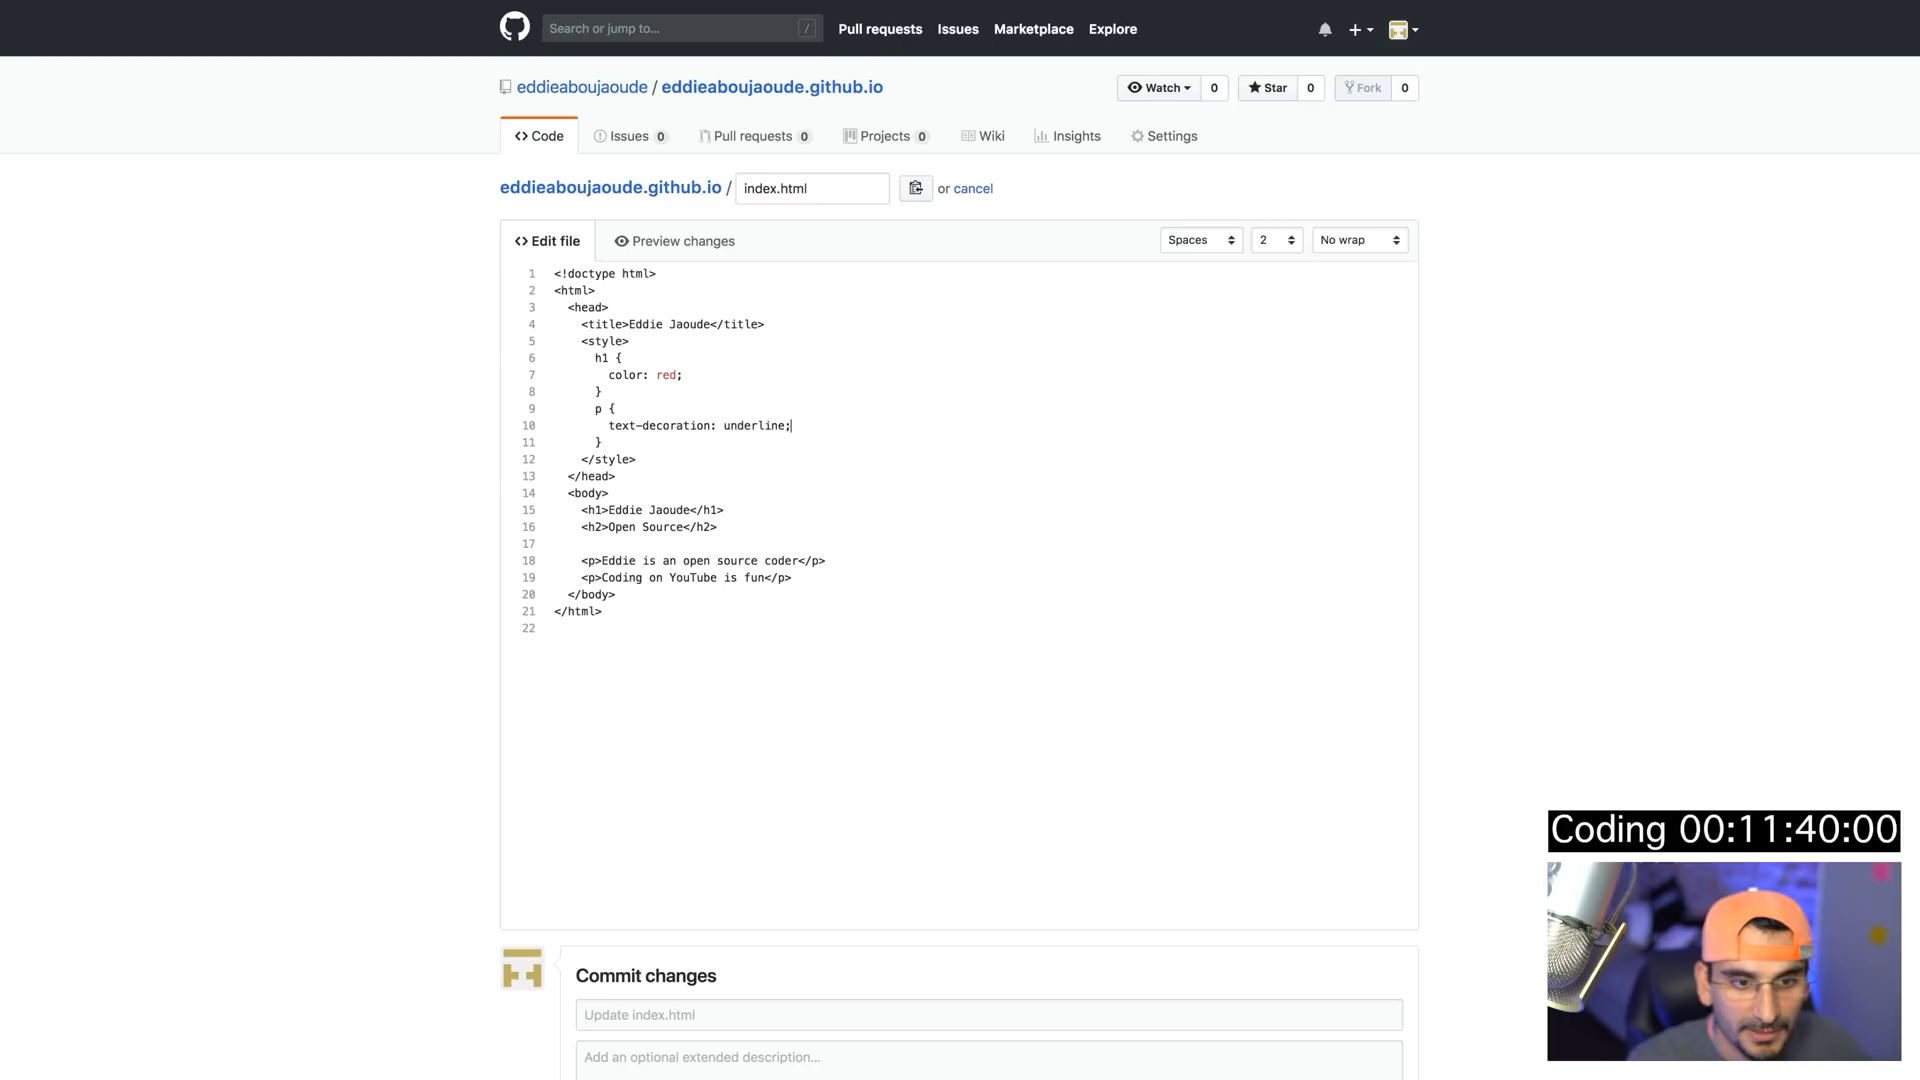 Search or jump to... / Pull requests Issues Marketplace Explore
eddieaboujaoude / eddieaboujaoude.github.io Watch 0 Star 0 Fork 0
Code Issues 0 Pull requests 0 Projects 0 Wiki Insights Settings
eddieaboujaoude.github.io / index.html or cancel
<> Edit file Preview changes Spaces 2 No wrap
1 <!doctype html>
2 <html>
3 <head>
4 <title>Eddie Jaoude</title>
5 <style>
6 h1 {
7 color: red;
8 }
9 p {
10 text-decoration: underline;
11 }
12 </style>
13 </head>
14 <body>
15 <h1>Eddie Jaoude</h1>
16 <h2>Open Source</h2>
17
18 <p>Eddie is an open source coder</p>
19 <p>Coding on YouTube is fun</p>
20 </body>
21 </html>
22
Coding 00:11:40:00
Commit changes
Update index.html
Add an optional extended description...